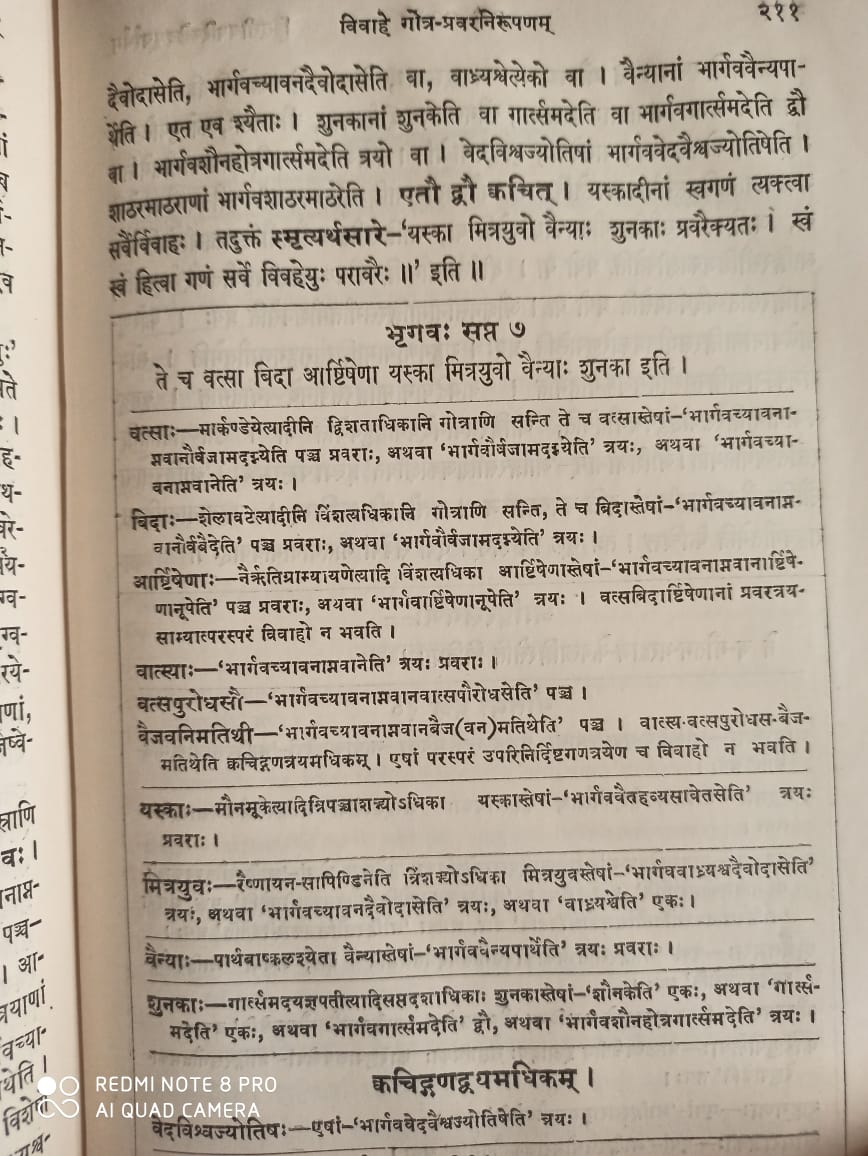 विवाहे गोत्र-प्रवरनिरूपणम्
२११
दैवोदासेति, भार्गवच्यावनदैवोदासेति वा, वाध्र्यश्वेत्येको वा । वैन्यानां भार्गववैन्यपा-
र्थेति । एत एव श्यैताः । शुनकानां शुनकेति वा गार्त्समदेति वा भार्गवगार्त्समदेति द्वौ
वा । भार्गवशौनहोत्रगार्त्समदेति त्रयो वा । वेदविश्वज्योतिषां भार्गववेदवैश्वज्योतिषेति ।
शाठरमाठराणां भार्गवशाठरमाठरेति । एतौ द्वौ क्वचित् । यस्कादीनां स्वगणं त्यक्त्वा
सर्वैर्विवाहः । तदुक्तं स्मृत्यर्थसारे–‘यस्का मित्रयुवो वैन्याः शुनकाः प्रवरैक्यतः । स्वं
स्वं हित्वा गणं सर्वे विवहेयुः परावरैः ॥’ इति ॥
भृगवः सप्त ७
ते च वत्सा बिदा आर्ष्टिषेणा यस्का मित्रयुवो वैन्याः शुनका इति ।
वत्साः—मार्कण्डेयेत्यादीनि द्विशताधिकानि गोत्राणि सन्ति ते च वत्सास्तेषां–‘भार्गवच्यावना-
प्नवानौर्वजामदग्न्येति पञ्च प्रवराः, अथवा ‘भार्गवौर्वजामदग्न्येति’ त्रयः, अथवा ‘भार्गवच्या-
वनाप्नवानेति’ त्रयः ।
बिदाः—शेलावटेत्यादीनि विंशत्यधिकानि गोत्राणि सन्ति, ते च बिदास्तेषां–‘भार्गवच्यावनाप्न-
वानौर्वबैदेति’ पञ्च प्रवराः, अथवा ‘भार्गवौर्वजामदग्न्येति’ त्रयः ।
आर्ष्टिषेणाः—नैर्ऋतिग्राम्यायणेत्यादि विंशत्यधिका आर्ष्टिषेणास्तेषां–‘भार्गवच्यावनाप्नवानार्ष्टिषे-
णानूपेति’ पञ्च प्रवराः, अथवा ‘भार्गवार्ष्टिषेणानूपेति’ त्रयः । वत्सबिदार्ष्टिषेणानां प्रवरत्रय-
साम्यात्परस्परं विवाहो न भवति ।
वात्स्याः—‘भार्गवच्यावनाप्नवानेति’ त्रयः प्रवराः ।
वत्सपुरोधसौ—‘भार्गवच्यावनाप्नवानवात्सपौरोधसेति’ पञ्च ।
वैजवनिमतिथी—‘भार्गवच्यावनाप्नवानबैज(वन)मतिथेति’ पञ्च । वात्स्य-वत्सपुरोधस-बैज-
मतिथेति क्वचिद्गणत्रयमधिकम् । एषां परस्परं उपरिनिर्दिष्टगणत्रयेण च विवाहो न भवति ।
यस्काः—मौनमूकेत्यादित्रिपञ्चाशद्योऽधिका यस्कास्तेषां–‘भार्गववैतहव्यसावेतसेति’ त्रयः
प्रवराः ।
मित्रयुवः—रैष्णायन-सापिण्डिनेति त्रिंशद्योऽधिका मित्रयुवस्तेषां–‘भार्गववाध्र्यश्वदैवोदासेति’
त्रयः, अथवा ‘भार्गवच्यावनदैवोदासेति’ त्रयः, अथवा ‘वाध्र्यश्वेति’ एकः ।
वैन्याः—पार्थबाष्कलश्येता वैन्यास्तेषां–‘भार्गववैन्यपार्थेति’ त्रयः प्रवराः ।
शुनकाः—गार्त्समदयज्ञपतीत्यादिसप्तदशाधिकाः शुनकास्तेषां–‘शौनकेति’ एकः, अथवा ‘गार्त्स-
मदेति’ एकः, अथवा ‘भार्गवगार्त्समदेति’ द्वौ, अथवा ‘भार्गवशौनहोत्रगार्त्समदेति’ त्रयः ।
क्वचिद्गणद्वयमधिकम् ।
वेदविश्वज्योतिषः—एषां–‘भार्गववेदवैश्वज्योतिषेति’ त्रयः ।
REDMI NOTE 8 PRO
AI QUAD CAMERA